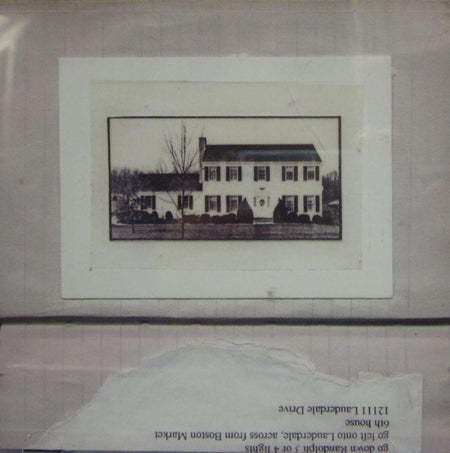 go down Randolph 3 or 4 lights
go left onto Lauderdale, across from Boston Market
6th house
12111 Lauderdale Drive